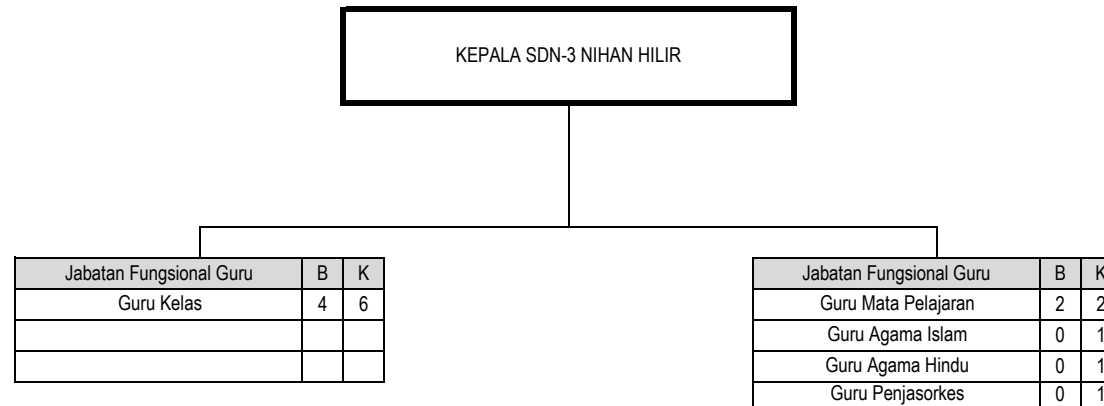 KEPALA SDN-3 NIHAN HILIR
Jabatan Fungsional Guru B K
Guru Kelas 4 6
Jabatan Fungsional Guru B K
Guru Mata Pelajaran 2 2
Guru Agama Islam 0 1
Guru Agama Hindu 0 1
Guru Penjasorkes 0 1